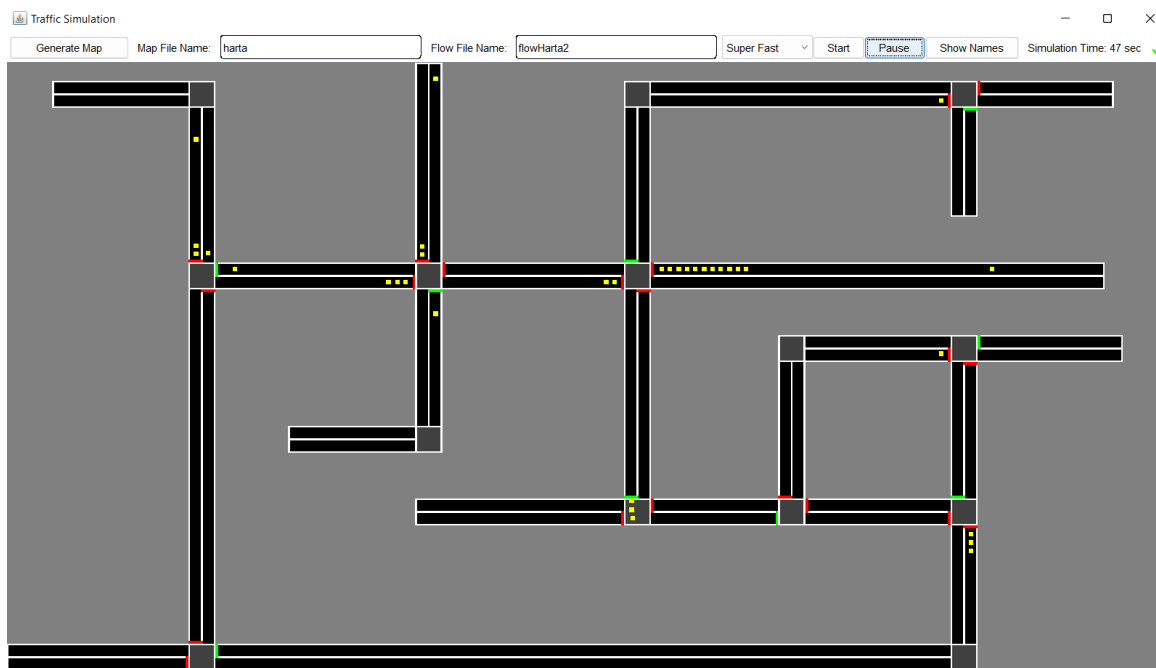 Traffic Simulation
Generate Map Map File Name: harta Flow File Name: flowHarta2 Super Fast Start Pause Show Names Simulation Time: 47 sec